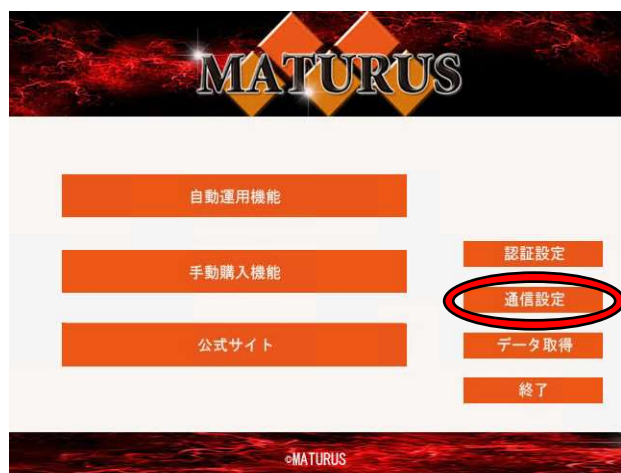 MATURUS
自動運用機能
手動購入機能
公式サイト
認証設定
通信設定
データ取得
終了
©MATURUS